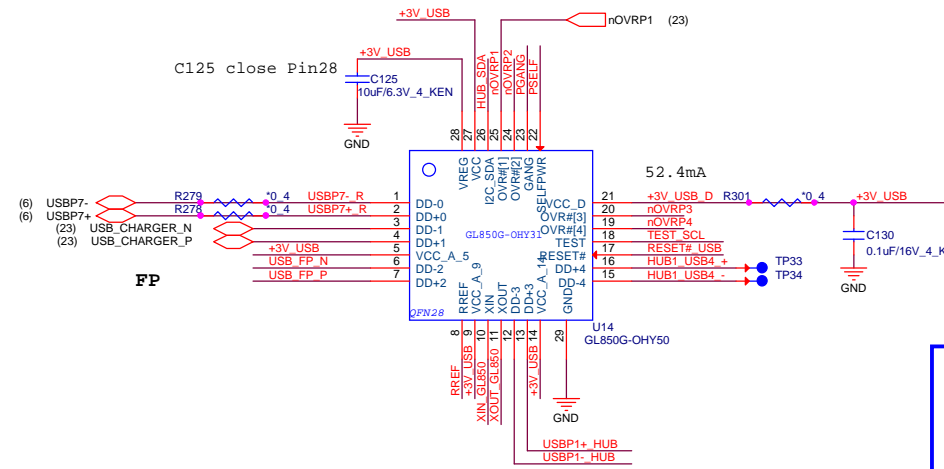 +3V_USB
nOVRP1 (23)
+3V_USB
C125 close Pin28
C125
10uF/6.3V_4_KEN
GND
HUB_SDA
nOVRP1
nOVRP2
PGANG
PSELF
28
27
26
25
24
23
22
VREG
VCC
I2C_SDA
OVR#[1]
OVR#[2]
GANG
SELFPWR
52.4mA
(6) USBP7- R279 *0_4 USBP7-_R 1 DD-0
(6) USBP7+ R278 *0_4 USBP7+_R 2 DD+0
(23) USB_CHARGER_N 3 DD-1
(23) USB_CHARGER_P 4 DD+1
+3V_USB 5 VCC_A_5
USB_FP_N 6 DD-2
USB_FP_P 7 DD+2
FP
GL850G-OHY31
VCC_D 21 +3V_USB_D R301 *0_4 +3V_USB
OVR#[3] 20 nOVRP3
OVR#[4] 19 nOVRP4
TEST 18 TEST_SCL
RESET# 17 RESET#_USB
DD+4 16 HUB1_USB4_+ TP33
DD-4 15 HUB1_USB4_- TP34
C130
0.1uF/16V_4_K
GND
RREF
VCC_A_9
XIN
XOUT
DD-3
DD+3
VCC_A_14
GND
QFN28
U14
GL850G-OHY50
8
9
10
11
12
13
14
29
RREF
+3V_USB
XIN_GL850
XOUT_GL850
+3V_USB
GND
USBP1+_HUB
USBP1-_HUB